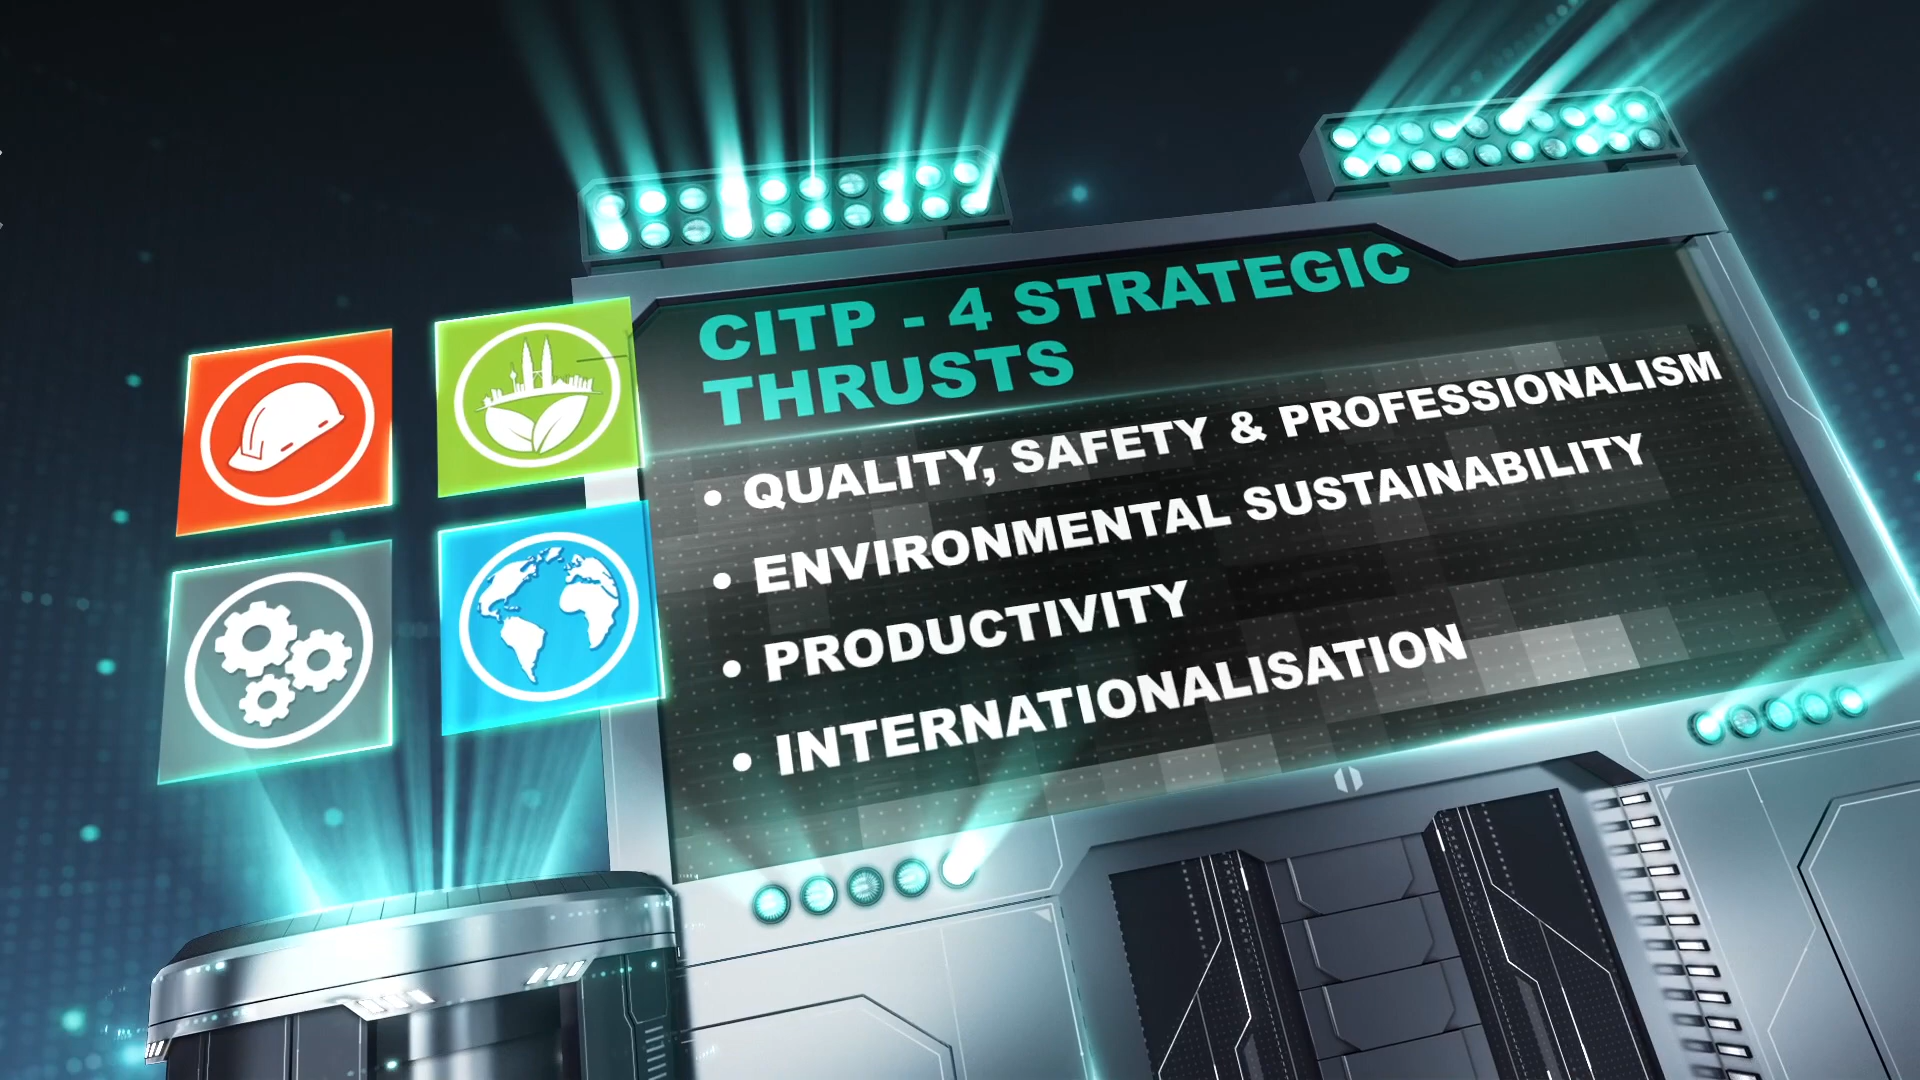 CITP - 4 STRATEGIC
THRUSTS
• QUALITY, SAFETY & PROFESSIONALISM
• ENVIRONMENTAL SUSTAINABILITY
• PRODUCTIVITY
• INTERNATIONALISATION